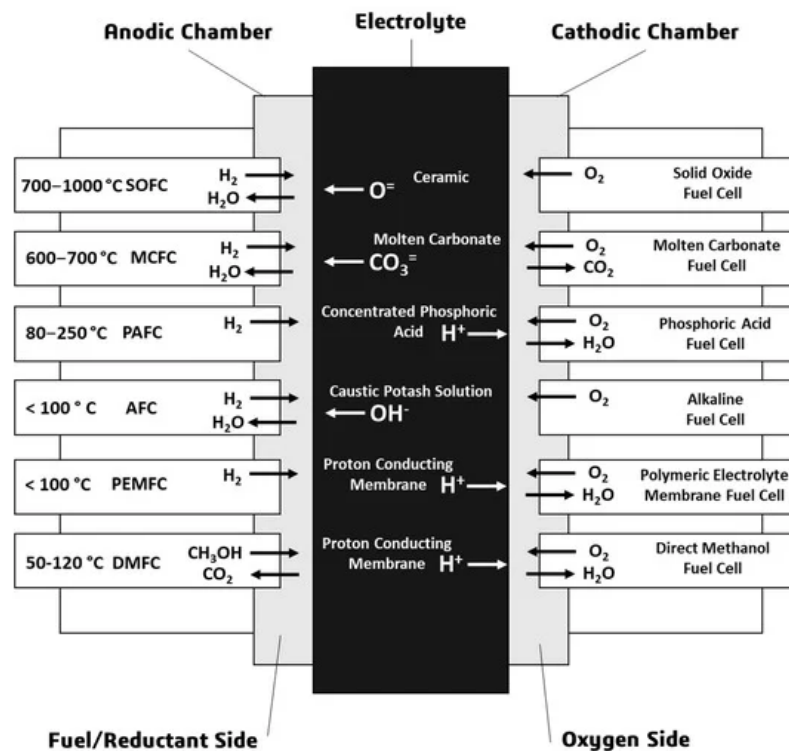 Anodic Chamber
Electrolyte
Cathodic Chamber
700–1000 °C SOFC
H₂
H₂O
O⁼
Ceramic
O₂
Solid Oxide
Fuel Cell
600–700 °C MCFC
H₂
H₂O
Molten Carbonate
CO₃⁼
O₂
CO₂
Molten Carbonate
Fuel Cell
80–250 °C PAFC
H₂
Concentrated Phosphoric
Acid H⁺
O₂
H₂O
Phosphoric Acid
Fuel Cell
< 100 ° C AFC
H₂
H₂O
Caustic Potash Solution
OH⁻
O₂
Alkaline
Fuel Cell
< 100 °C PEMFC
H₂
Proton Conducting
Membrane H⁺
O₂
H₂O
Polymeric Electrolyte
Membrane Fuel Cell
50-120 °C DMFC
CH₃OH
CO₂
Proton Conducting
Membrane H⁺
O₂
H₂O
Direct Methanol
Fuel Cell
Fuel/Reductant Side
Oxygen Side